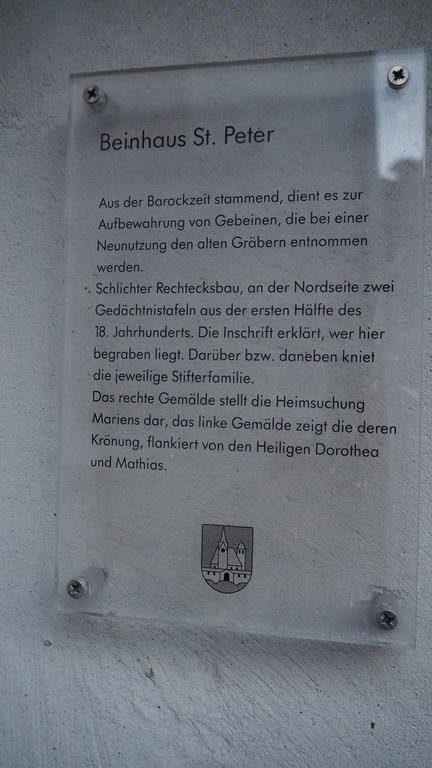 Beinhaus St. Peter
Aus der Barockzeit stammend, dient es zur
Aufbewahrung von Gebeinen, die bei einer
Neunutzung den alten Gräbern entnommen
werden.
Schlichter Rechtecksbau, an der Nordseite zwei
Gedächtnistafeln aus der ersten Hälfte des
18. Jahrhunderts. Die Inschrift erklärt, wer hier
begraben liegt. Darüber bzw. daneben kniet
die jeweilige Stifterfamilie.
Das rechte Gemälde stellt die Heimsuchung
Mariens dar, das linke Gemälde zeigt die deren
Krönung, flankiert von den Heiligen Dorothea
und Mathias.